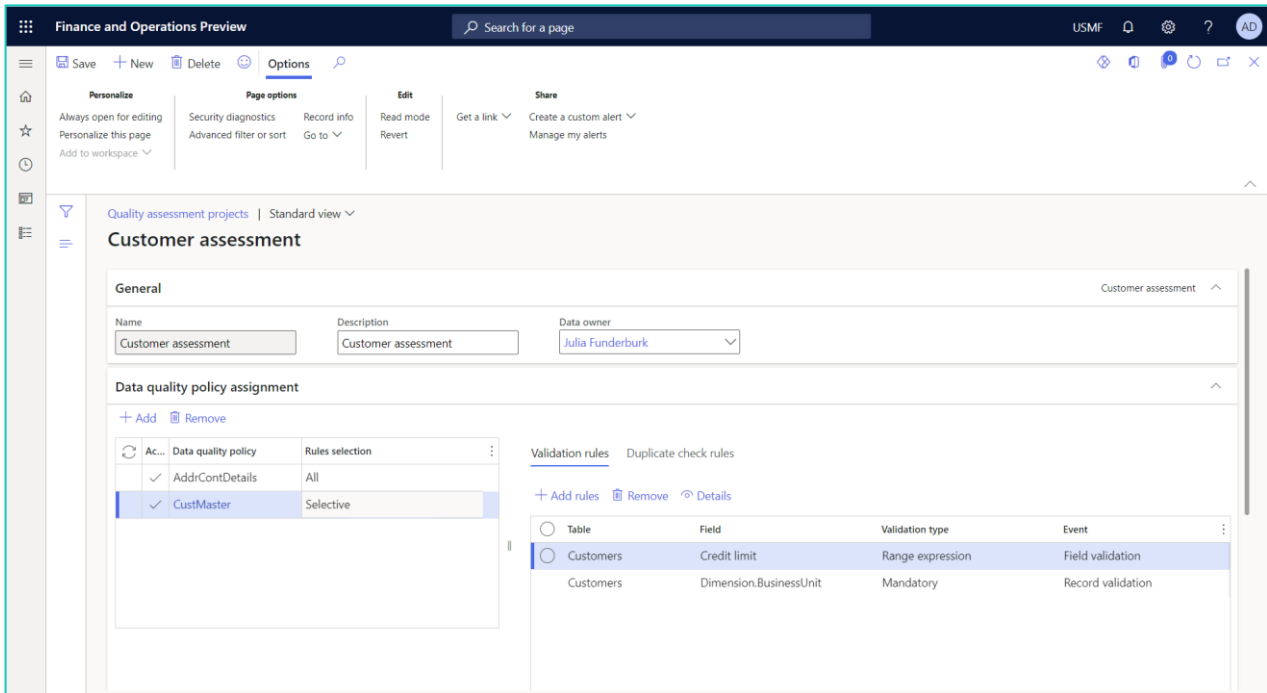 Finance and Operations Preview
Search for a page
USMF
?
AD
Save
New
Delete
Options
0
Personalize
Page options
Edit
Share
Always open for editing
Security diagnostics
Record info
Read mode
Get a link
Create a custom alert
Personalize this page
Advanced filter or sort
Go to
Revert
Manage my alerts
Add to workspace
Quality assessment projects | Standard view
Customer assessment
General
Customer assessment
Name
Description
Data owner
Customer assessment
Customer assessment
Julia Funderburk
Data quality policy assignment
+ Add
Remove
Ac... Data quality policy Rules selection
AddrContDetails All
CustMaster Selective
Validation rules
Duplicate check rules
+ Add rules
Remove
Details
Table Field Validation type Event
Customers Credit limit Range expression Field validation
Customers Dimension.BusinessUnit Mandatory Record validation